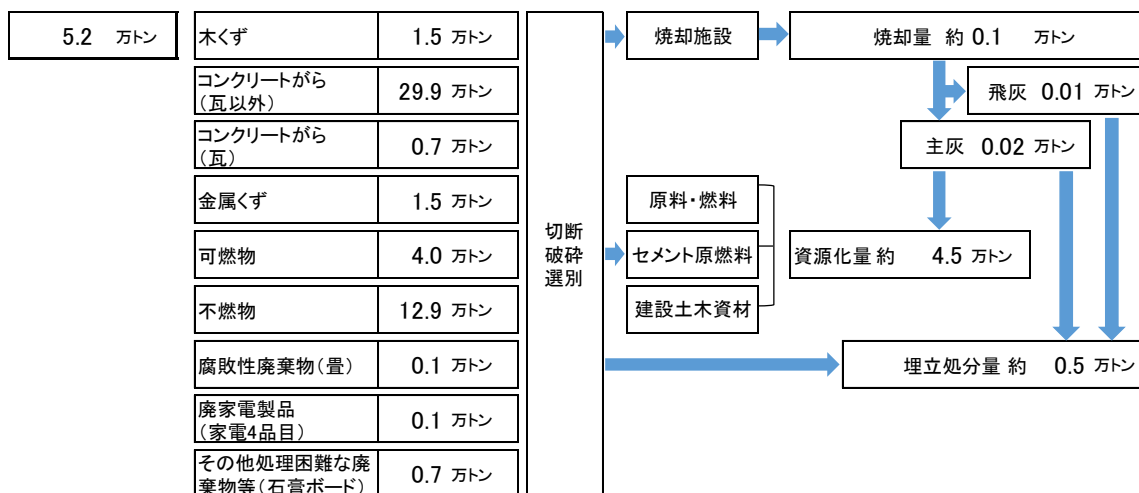 5.2 万トン
木くず 1.5 万トン
コンクリートがら
(瓦以外) 29.9 万トン
コンクリートがら
(瓦) 0.7 万トン
金属くず 1.5 万トン
可燃物 4.0 万トン
不燃物 12.9 万トン
腐敗性廃棄物(畳) 0.1 万トン
廃家電製品
(家電4品目) 0.1 万トン
その他処理困難な廃
棄物等(石膏ボード) 0.7 万トン
切断
破砕
選別
焼却施設
焼却量 約 0.1 万トン
飛灰 0.01 万トン
主灰 0.02 万トン
原料・燃料
セメント原燃料
建設土木資材
資源化量 約 4.5 万トン
埋立処分量 約 0.5 万トン